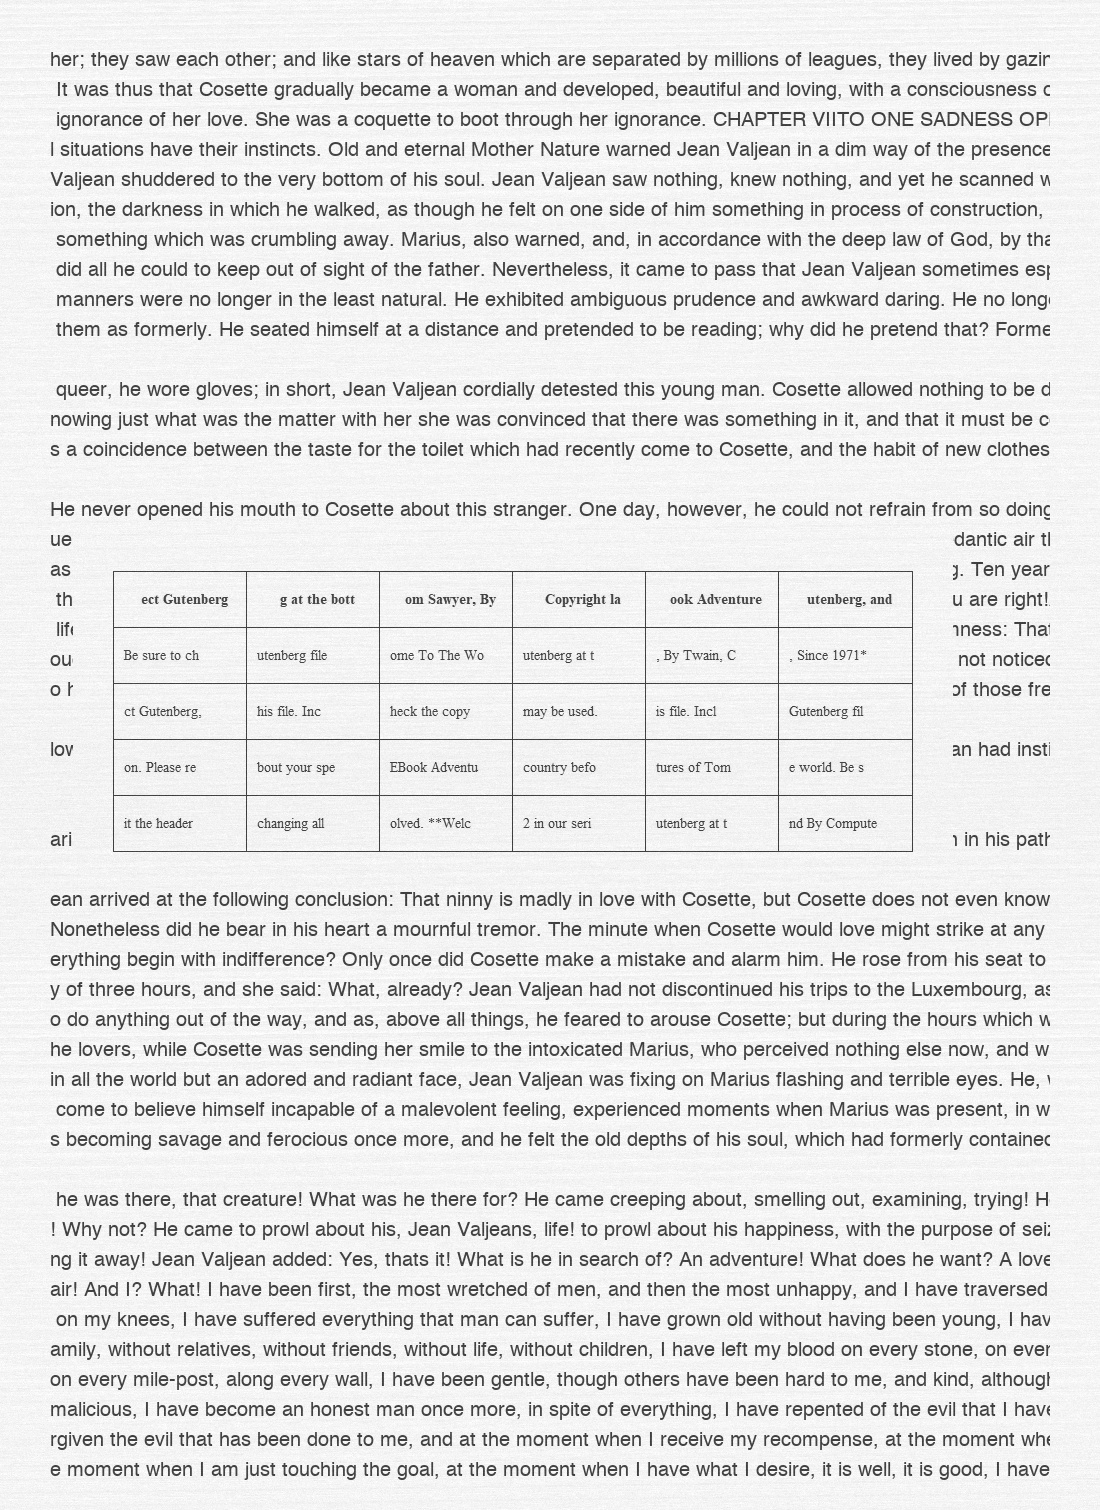 her; they saw each other; and like stars of heaven which are separated by millions of leagues, they lived by
It was thus that Cosette gradually became a woman and developed, beautiful and loving, with a consciousness
ignorance of her love. She was a coquette to boot through her ignorance. CHAPTER VIITO ONE SADNESS
l situations have their instincts. Old and eternal Mother Nature warned Jean Valjean in a dim way of the presence
Valjean shuddered to the very bottom of his soul. Jean Valjean saw nothing, knew nothing, and yet he scanned
ion, the darkness in which he walked, as though he felt on one side of him something in process of construction,
something which was crumbling away. Marius, also warned, and, in accordance with the deep law of God, by
did all he could to keep out of sight of the father. Nevertheless, it came to pass that Jean Valjean sometimes
manners were no longer in the least natural. He exhibited ambiguous prudence and awkward daring. He no
them as formerly. He seated himself at a distance and pretended to be reading; why did he pretend that?
queer, he wore gloves; in short, Jean Valjean cordially detested this young man. Cosette allowed nothing to be
nowing just what was the matter with her she was convinced that there was something in it, and that it must be
s a coincidence between the taste for the toilet which had recently come to Cosette, and the habit of new clothes
He never opened his mouth to Cosette about this stranger. One day, however, he could not refrain from so doing
ue dantic air
as Ten year
th u are right!
life nness: That
ou not noticed
o of those fre
low an had insti
ari in his path
ect Gutenberg g at the bott om Sawyer, By Copyright la ook Adventure utenberg, and
Be sure to ch utenberg file ome To The Wo utenberg at t , By Twain, C , Since 1971*
ct Gutenberg, his file. Inc heck the copy may be used. is file. Incl Gutenberg fil
on. Please re bout your spe EBook Adventu country befo tures of Tom e world. Be s
it the header changing all olved. **Welc 2 in our seri utenberg at t nd By Compute
ean arrived at the following conclusion: That ninny is madly in love with Cosette, but Cosette does not even know
Nonetheless did he bear in his heart a mournful tremor. The minute when Cosette would love might strike at any
erything begin with indifference? Only once did Cosette make a mistake and alarm him. He rose from his seat to
y of three hours, and she said: What, already? Jean Valjean had not discontinued his trips to the Luxembourg, as
o do anything out of the way, and as, above all things, he feared to arouse Cosette; but during the hours which
he lovers, while Cosette was sending her smile to the intoxicated Marius, who perceived nothing else now, and
in all the world but an adored and radiant face, Jean Valjean was fixing on Marius flashing and terrible eyes. He,
come to believe himself incapable of a malevolent feeling, experienced moments when Marius was present, in
s becoming savage and ferocious once more, and he felt the old depths of his soul, which had formerly contained
he was there, that creature! What was he there for? He came creeping about, smelling out, examining, trying!
! Why not? He came to prowl about his, Jean Valjeans, life! to prowl about his happiness, with the purpose of
ng it away! Jean Valjean added: Yes, thats it! What is he in search of? An adventure! What does he want? A love
air! And I? What! I have been first, the most wretched of men, and then the most unhappy, and I have traversed
on my knees, I have suffered everything that man can suffer, I have grown old without having been young, I
amily, without relatives, without friends, without life, without children, I have left my blood on every stone, on
on every mile-post, along every wall, I have been gentle, though others have been hard to me, and kind, although
malicious, I have become an honest man once more, in spite of everything, I have repented of the evil that I have
rgiven the evil that has been done to me, and at the moment when I receive my recompense, at the moment
e moment when I am just touching the goal, at the moment when I have what I desire, it is well, it is good, I have